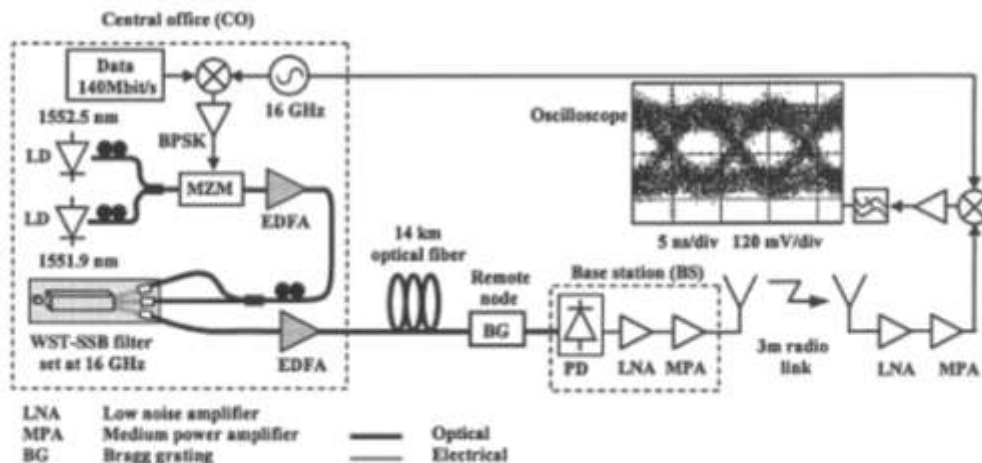 Central office (CO)
Data
140Mbit/s
16 GHz
1552.5 nm
BPSK
LD
MZM
LD
EDFA
1551.9 nm
WST-SSB filter
set at 16 GHz
EDFA
14 km
optical fiber
Remote
node
BG
Base station (BS)
PD
LNA
MPA
3m radio
link
LNA
MPA
Oscilloscope
5 ns/div 120 mV/div
LNA Low noise amplifier
MPA Medium power amplifier Optical
BG Bragg grating Electrical